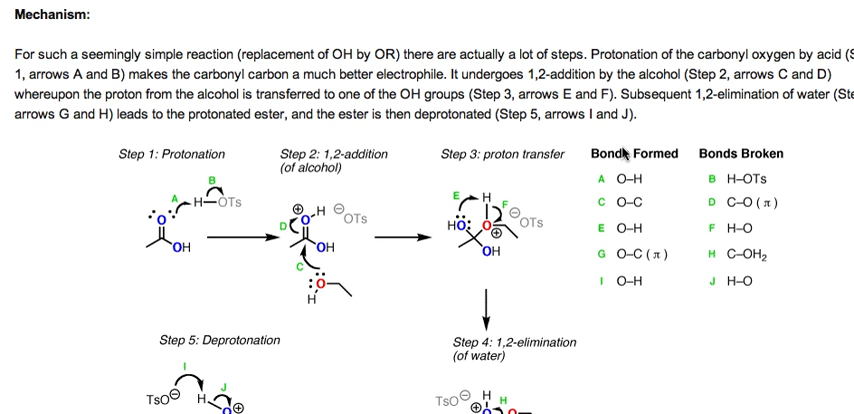 Mechanism:
For such a seemingly simple reaction (replacement of OH by OR) there are actually a lot of steps. Protonation of the carbonyl oxygen by acid
1, arrows A and B) makes the carbonyl carbon a much better electrophile. It undergoes 1,2-addition by the alcohol (Step 2, arrows C and D)
whereupon the proton from the alcohol is transferred to one of the OH groups (Step 3, arrows E and F). Subsequent 1,2-elimination of water
arrows G and H) leads to the protonated ester, and the ester is then deprotonated (Step 5, arrows I and J).
Step 1: Protonation
Step 2: 1,2-addition
(of alcohol)
Step 3: proton transfer
Bonds Formed Bonds Broken
A O–H B H–OTs
C O–C D C–O (π)
E O–H F H–O
G O–C (π) H C–OH₂
I O–H J H–O
B
A H–OTs
O
OH
⊕ H ⊖
D O OTs
OH
C
:O
H
E H F
⊖
HO: O OTs
⊕
OH
Step 5: Deprotonation
Step 4: 1,2-elimination
(of water)
I
J
TsO⊖ H
O⊕
TsO⊖ H H
⊕O O